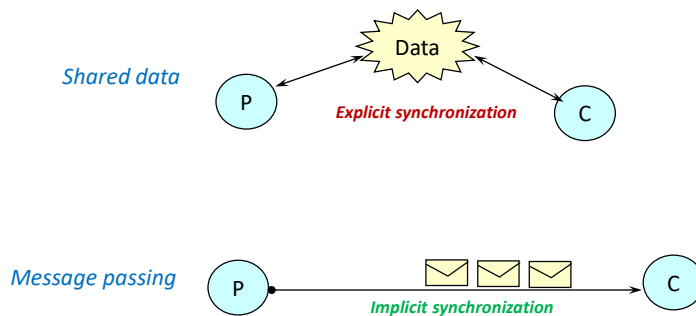 Data
Shared data
P
Explicit synchronization
C
Message passing
P
C
Implicit synchronization